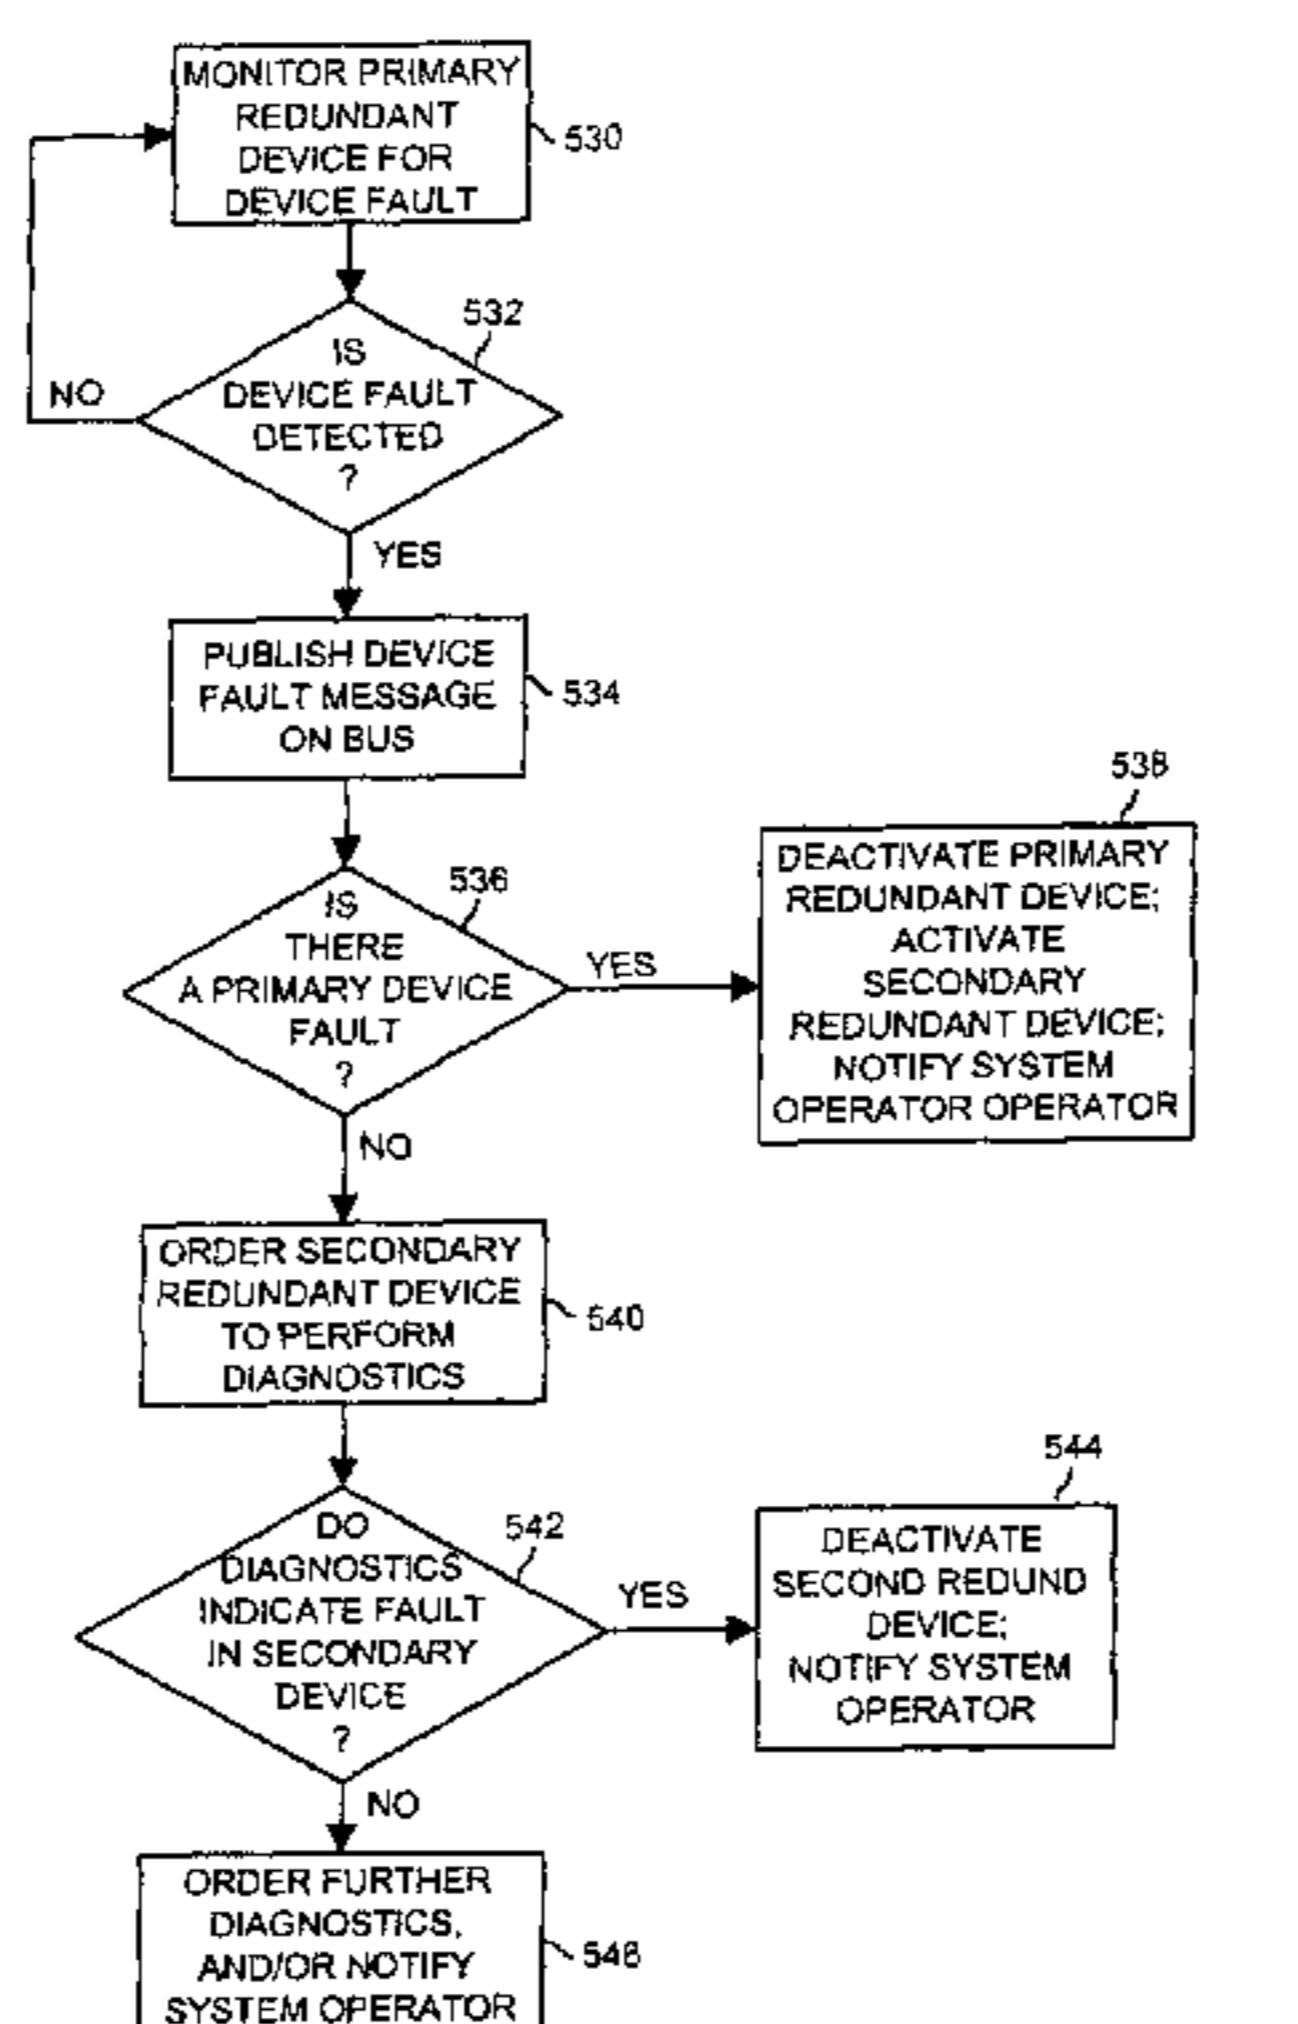 MONITOR PRIMARY
REDUNDANT
DEVICE FOR
DEVICE FAULT
530
532
IS
DEVICE FAULT
DETECTED
?
NO
YES
PUBLISH DEVICE
FAULT MESSAGE
ON BUS
534
536
IS
THERE
A PRIMARY DEVICE
FAULT
?
YES
538
DEACTIVATE PRIMARY
REDUNDANT DEVICE;
ACTIVATE
SECONDARY
REDUNDANT DEVICE;
NOTIFY SYSTEM
OPERATOR OPERATOR
NO
ORDER SECONDARY
REDUNDANT DEVICE
TO PERFORM
DIAGNOSTICS
540
542
DO
DIAGNOSTICS
INDICATE FAULT
IN SECONDARY
DEVICE
?
YES
544
DEACTIVATE
SECOND REDUND
DEVICE;
NOTIFY SYSTEM
OPERATOR
NO
ORDER FURTHER
DIAGNOSTICS,
AND/OR NOTIFY
SYSTEM OPERATOR
546